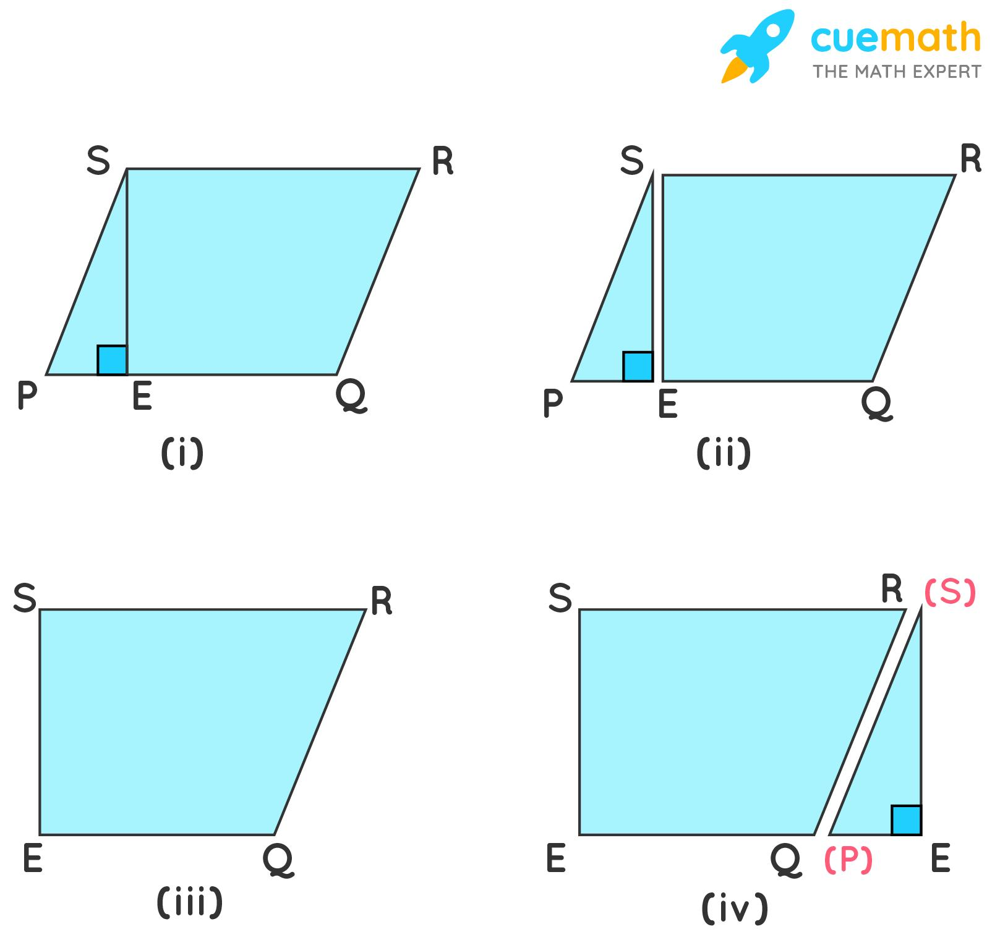 cuemath
THE MATH EXPERT
S R S R
P E Q P E Q
(i) (ii)
S R S R (S)
E Q E Q (P) E
(iii) (iv)